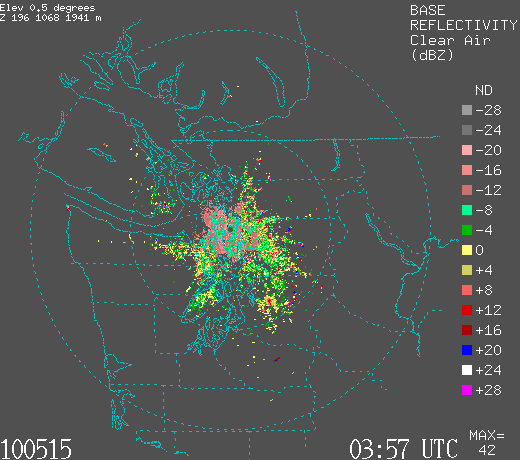 Elev 0.5 degrees
Z 196 1068 1941 m
BASE
REFLECTIVITY
Clear Air
(dBZ)
ND
-28
-24
-20
-16
-12
-8
-4
0
+4
+8
+12
+16
+20
+24
+28
MAX=
42
100515
03:57 UTC